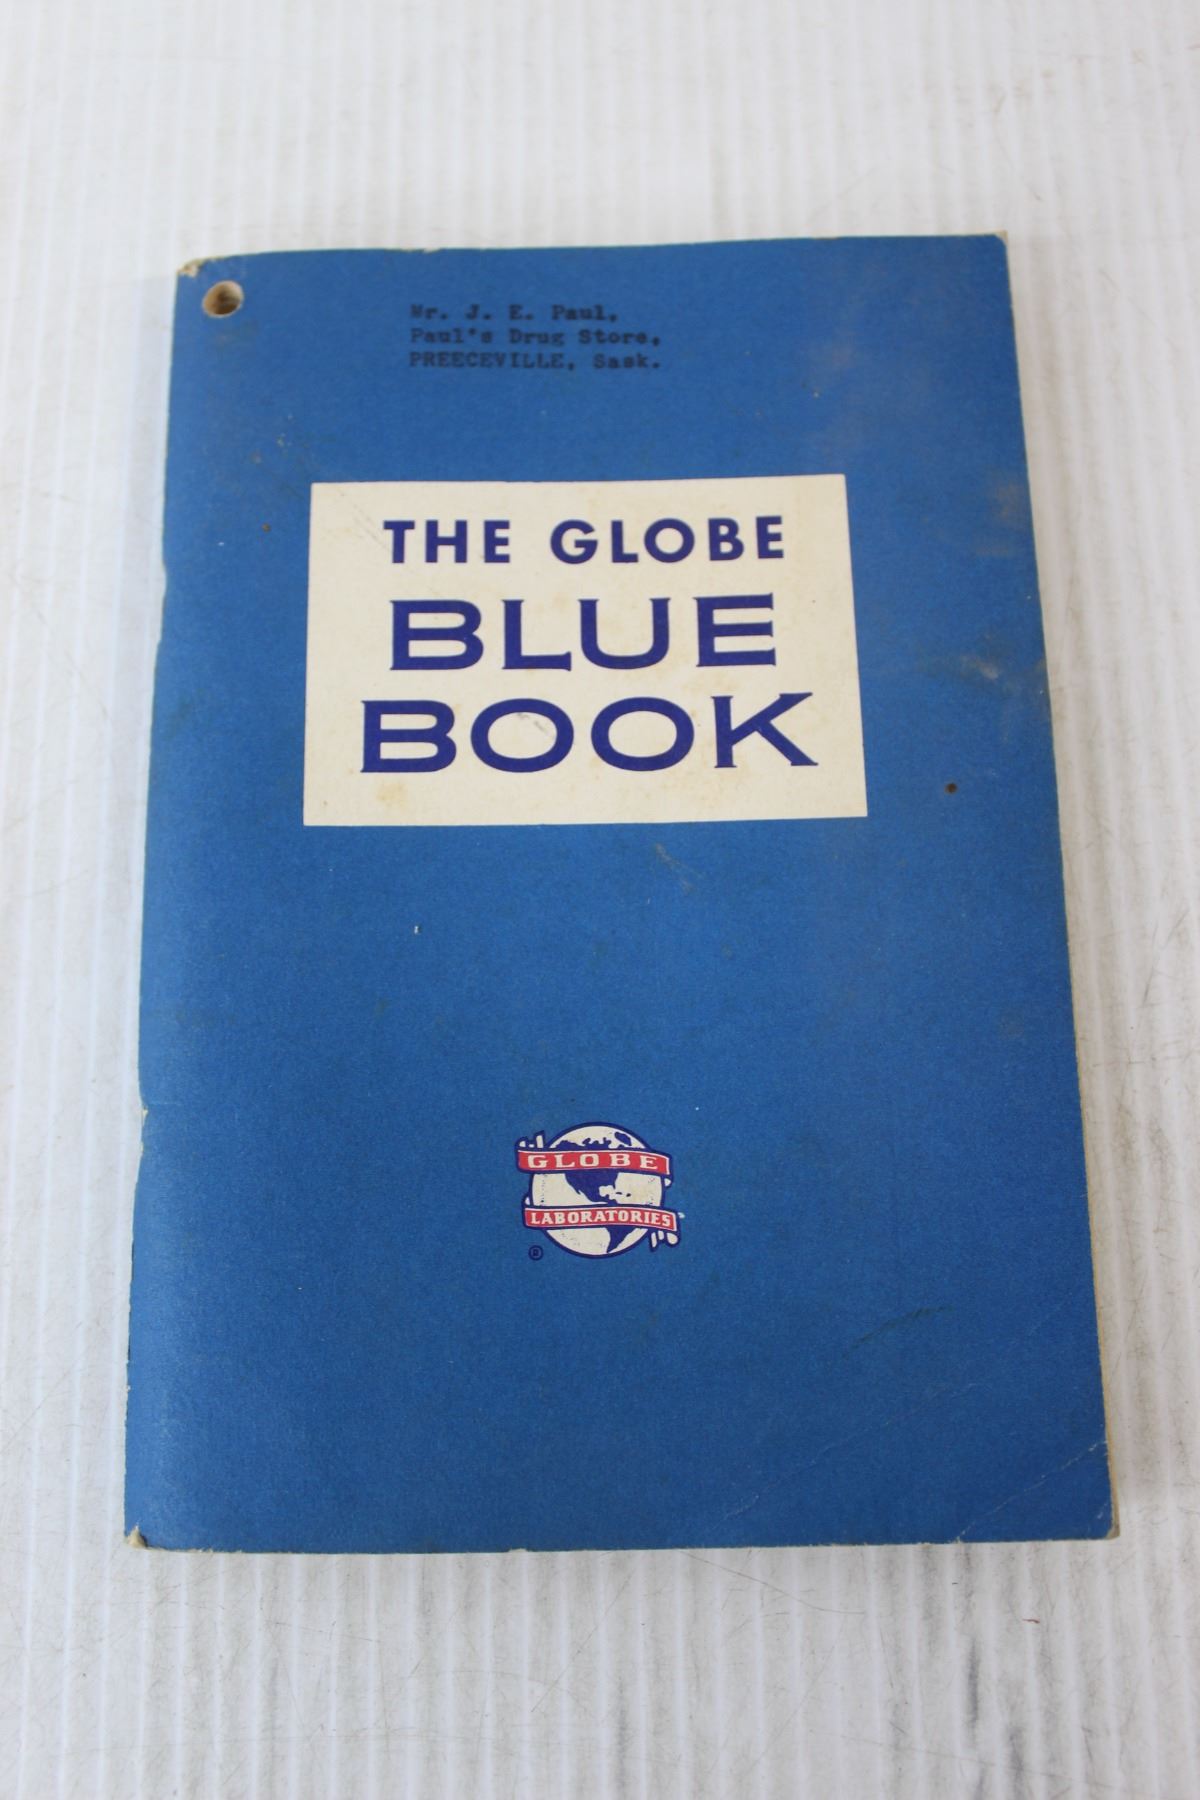 Mr. J. E. Paul,
Paul's Drug Store,
PREECEVILLE, Sask.
THE GLOBE
BLUE
BOOK
GLOBE
LABORATORIES
®